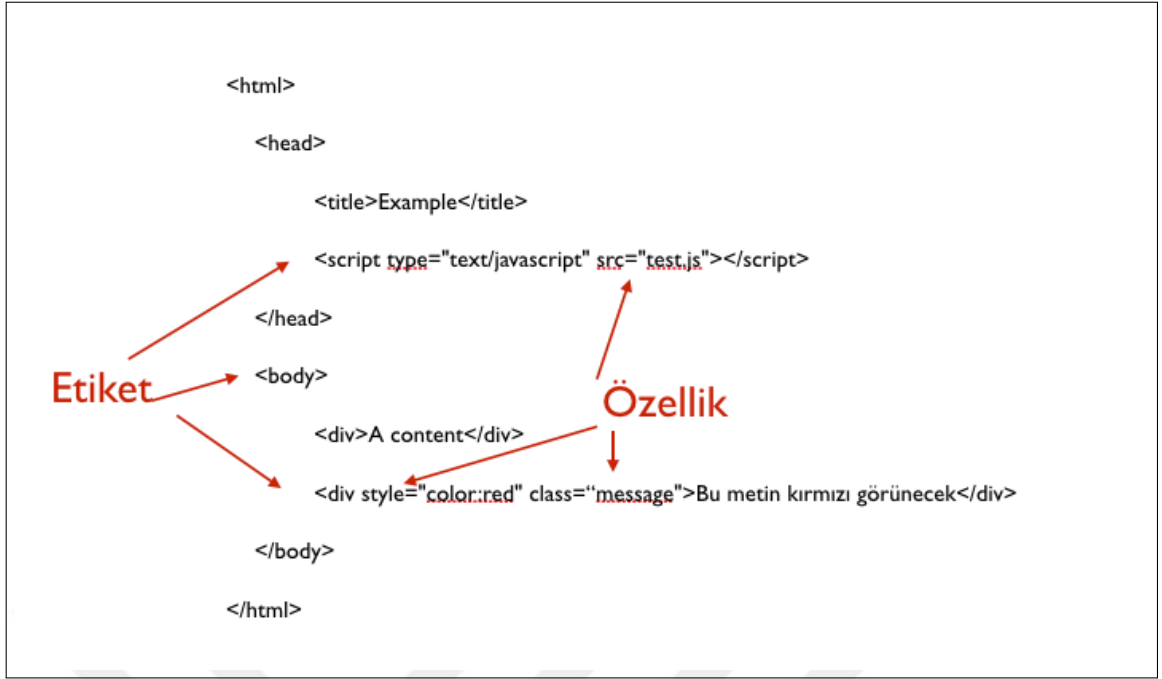 <html>
<head>
<title>Example</title>
<script type="text/javascript" src="test.js"></script>
</head>
Etiket
<body>
Özellik
<div>A content</div>
<div style="color:red" class=“message">Bu metin kırmızı görünecek</div>
</body>
</html>